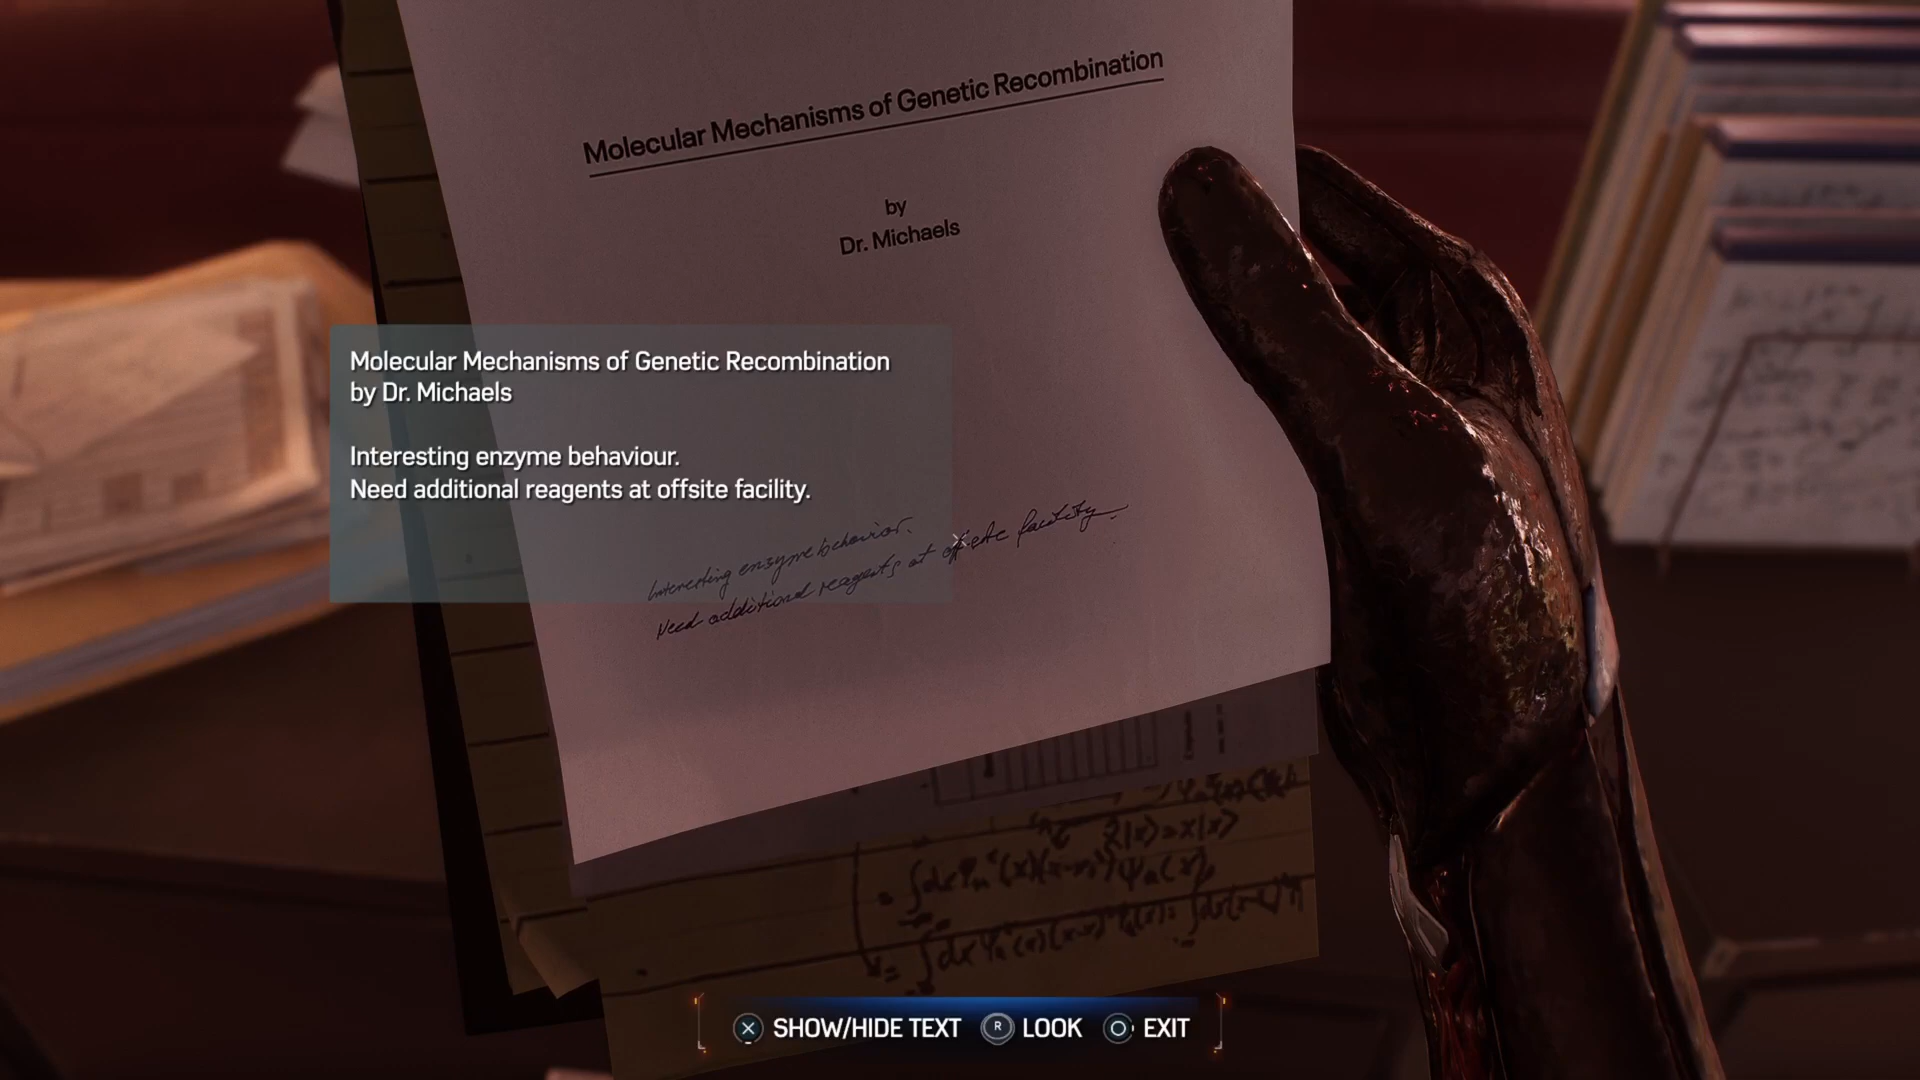 Molecular Mechanisms of Genetic Recombination
by
Dr. Michaels
Molecular Mechanisms of Genetic Recombination
by Dr. Michaels
Interesting enzyme behaviour.
Need additional reagents at offsite facility.
Interesting enzyme behavior.
Need additional reagents at offsite facility.
SHOW/HIDE TEXT R LOOK EXIT